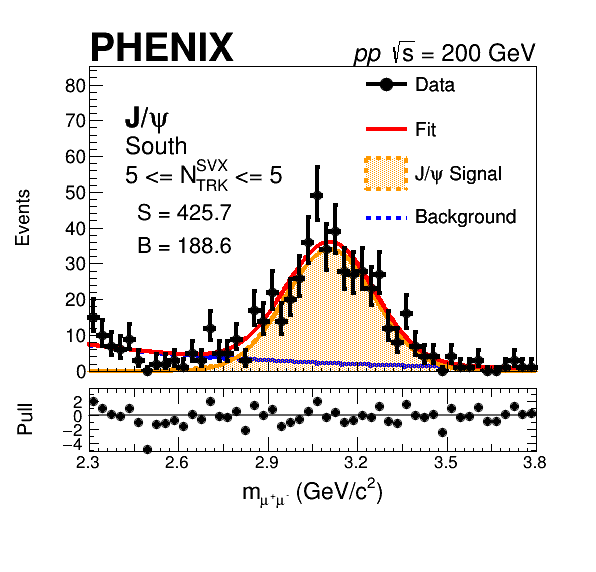 PHENIX
pp √s = 200 GeV
J/ψ
South
5 <= N^SVX_TRK <= 5
S = 425.7
B = 188.6
Data
Fit
J/ψ Signal
Background
Events
80
70
60
50
40
30
20
10
0
Pull
2
0
−2
−4
2.3 2.6 2.9 3.2 3.5 3.8
m_μ⁺μ⁻ (GeV/c²)